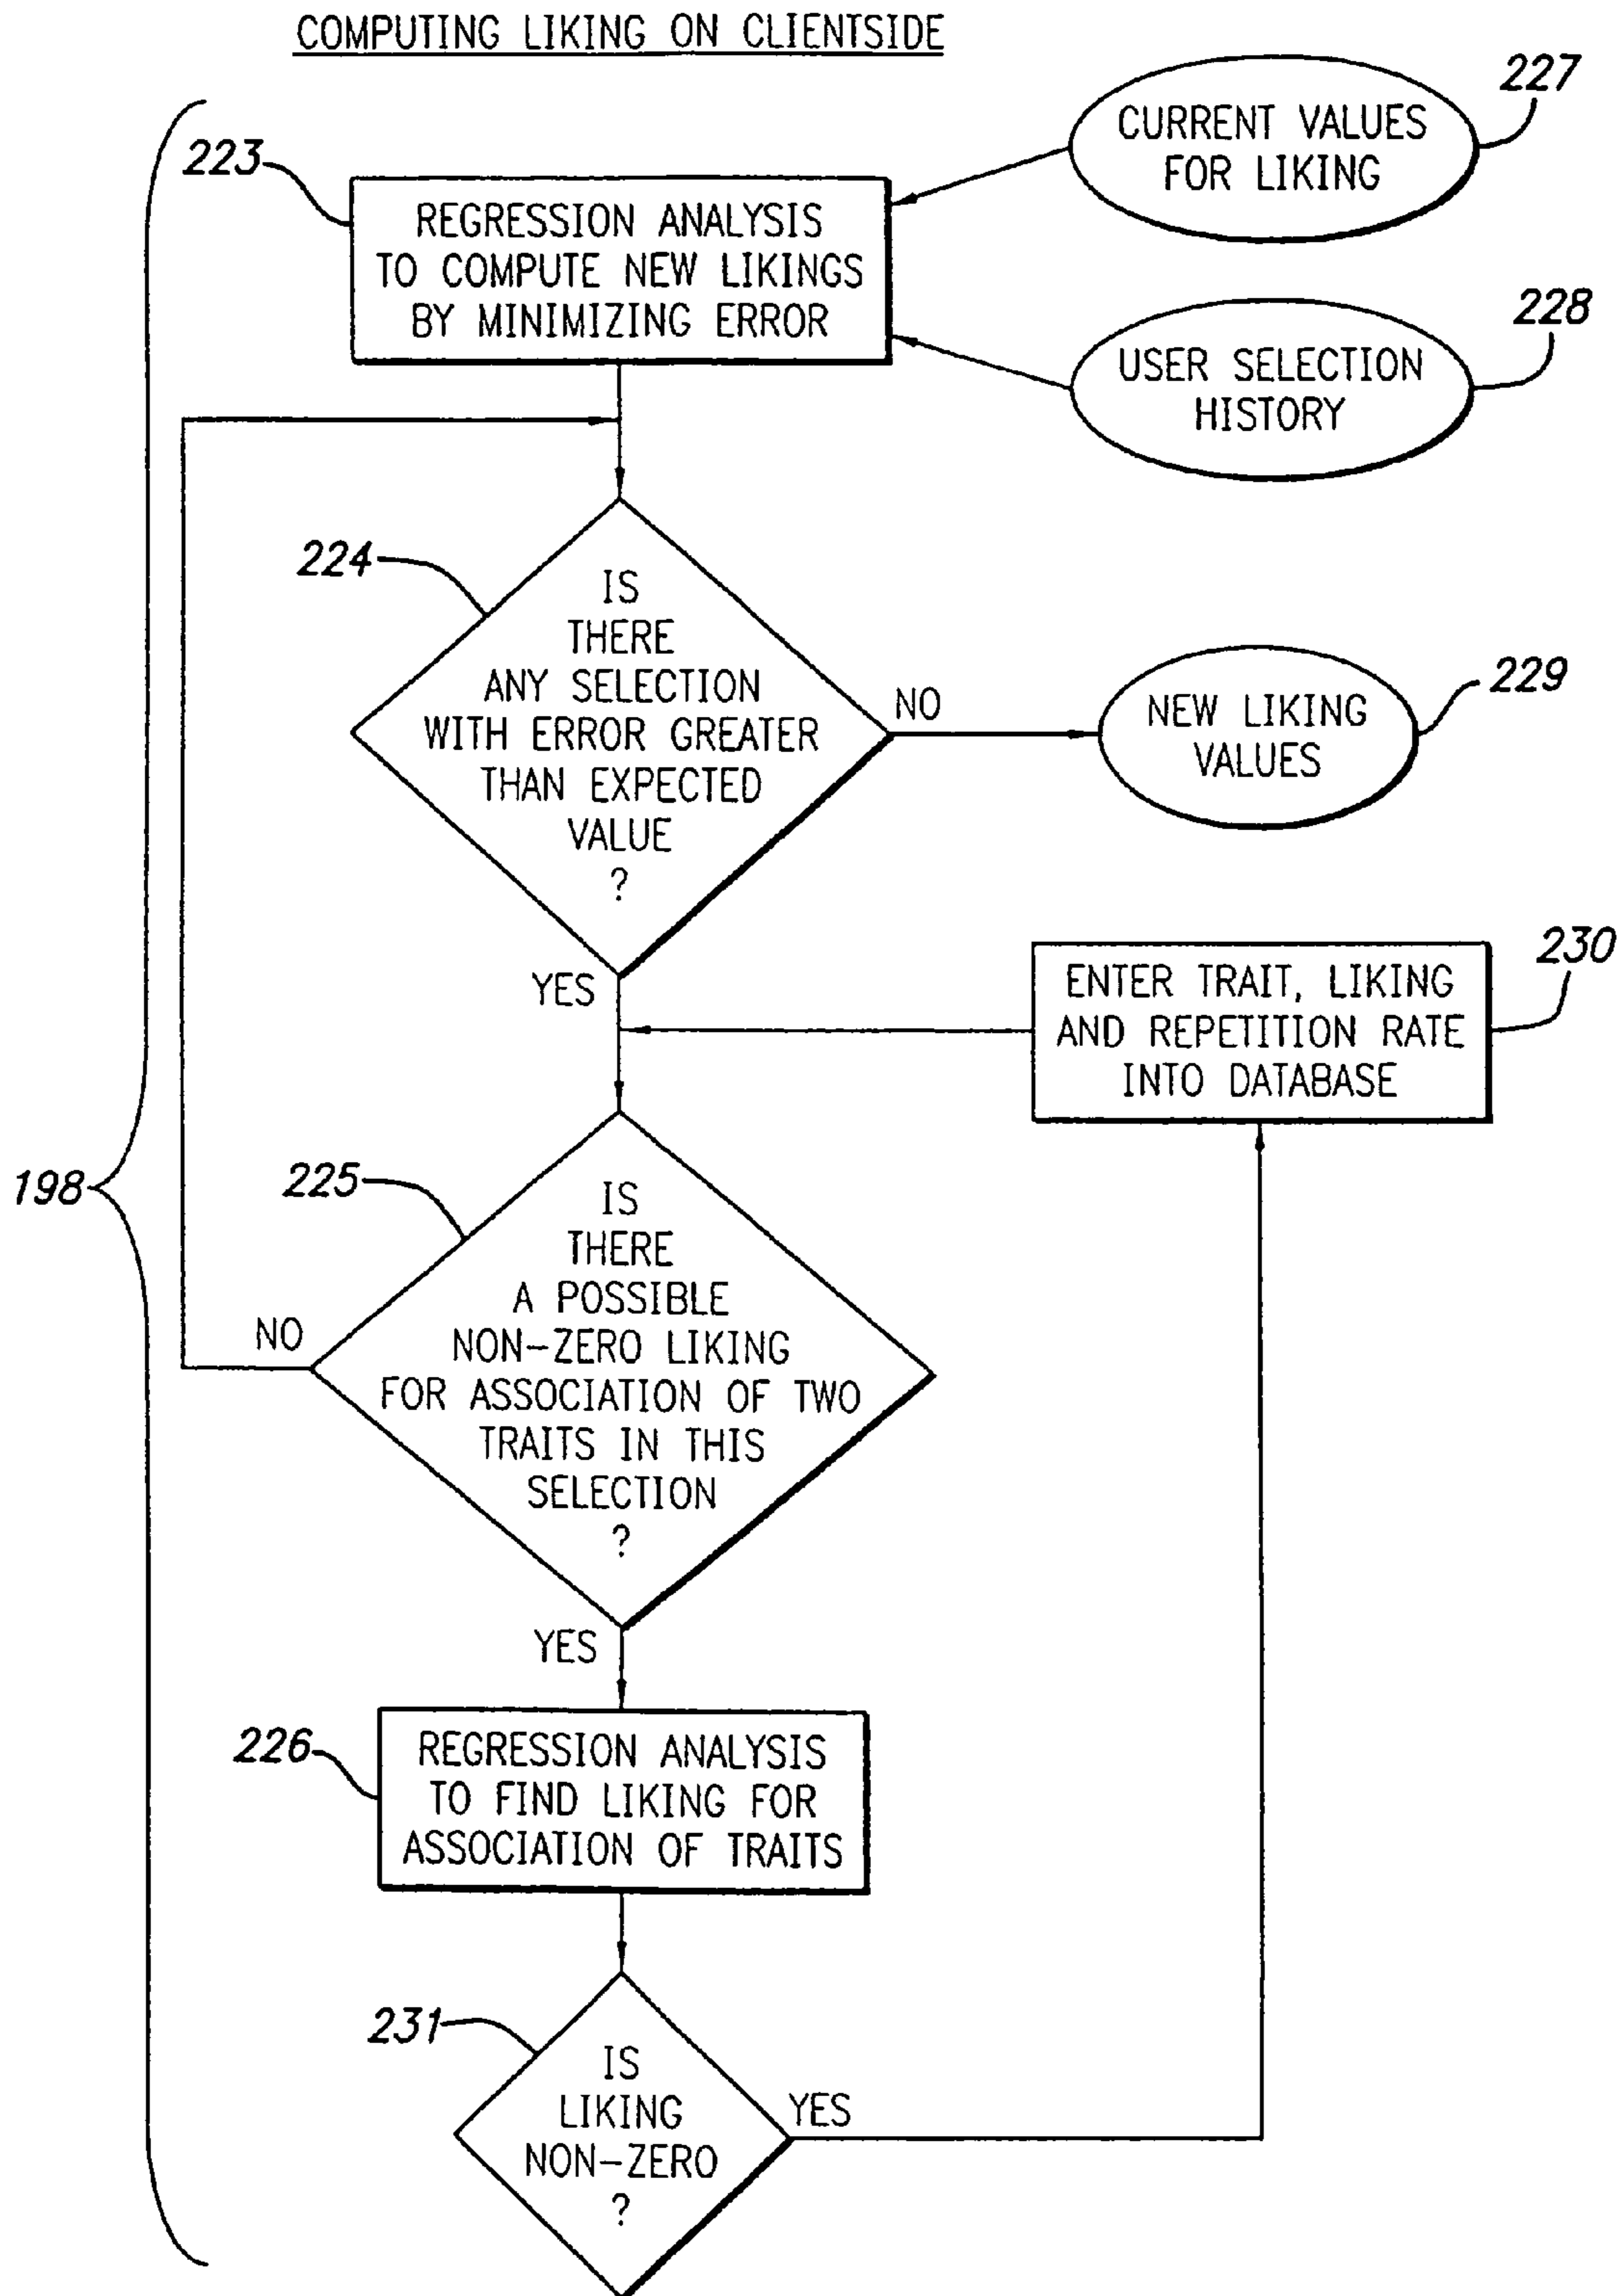 COMPUTING LIKING ON CLIENTSIDE
227
CURRENT VALUES
FOR LIKING
223
REGRESSION ANALYSIS
TO COMPUTE NEW LIKINGS
BY MINIMIZING ERROR
228
USER SELECTION
HISTORY
224
IS
THERE
ANY SELECTION
WITH ERROR GREATER
THAN EXPECTED
VALUE
?
NO
229
NEW LIKING
VALUES
YES
230
ENTER TRAIT, LIKING
AND REPETITION RATE
INTO DATABASE
198
225
IS
THERE
A POSSIBLE
NON-ZERO LIKING
FOR ASSOCIATION OF TWO
TRAITS IN THIS
SELECTION
?
NO
YES
226
REGRESSION ANALYSIS
TO FIND LIKING FOR
ASSOCIATION OF TRAITS
231
IS
LIKING
NON-ZERO
?
YES